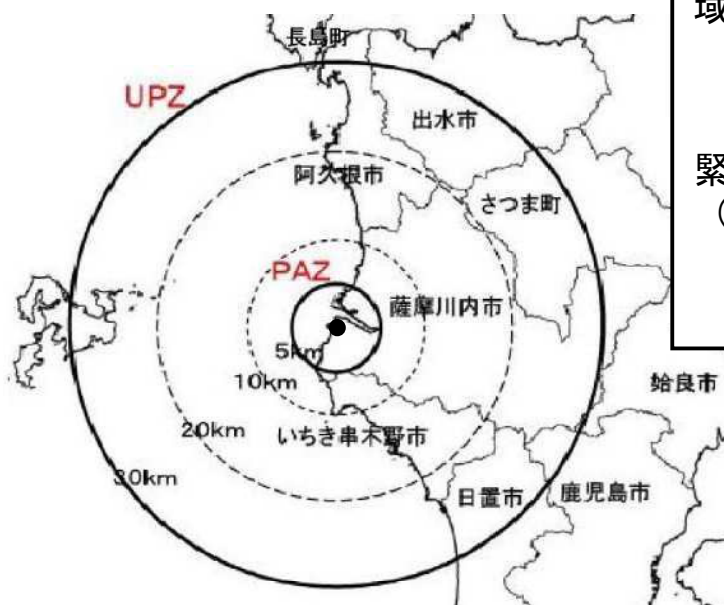 長島町
域
UPZ
出水市
緊
阿久根市
さつま町
(
PAZ
薩摩川内市
5km
10km
姶良市
20km
いちき串木野市
30km
日置市
鹿児島市